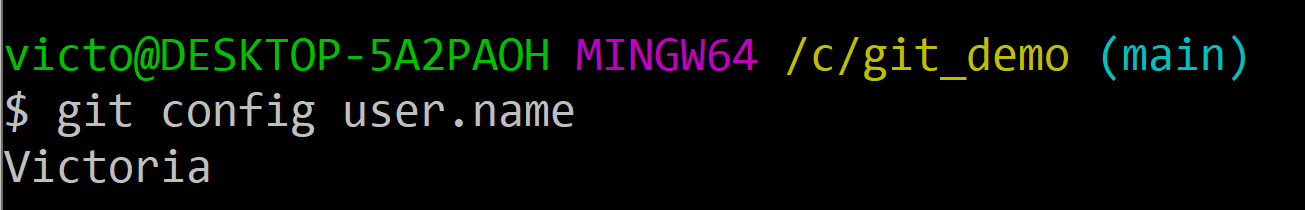 victo@DESKTOP-5A2PAOH MINGW64 /c/git_demo (main)
$ git config user.name
Victoria